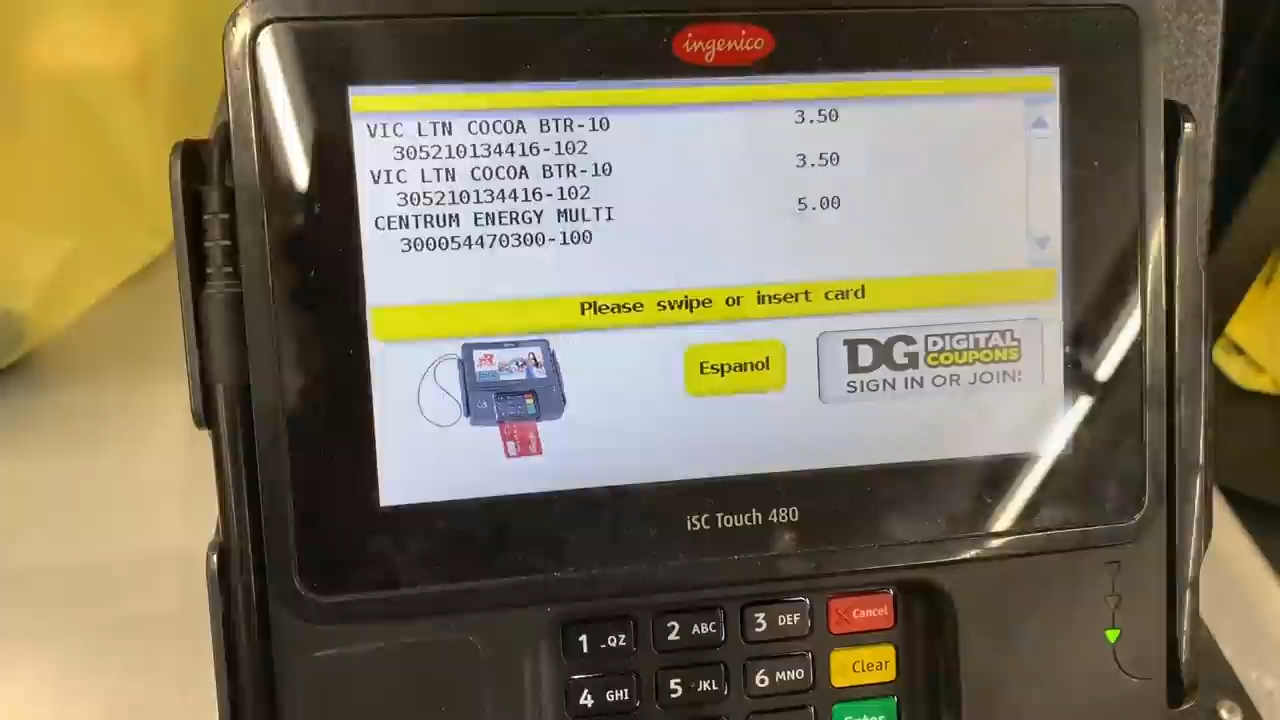 ingenico
VIC LTN COCOA BTR-10 3.50
305210134416-102
VIC LTN COCOA BTR-10 3.50
305210134416-102
CENTRUM ENERGY MULTI 5.00
300054470300-100
Please swipe or insert card
Espanol
DG DIGITAL COUPONS
SIGN IN OR JOIN!
iSC Touch 480
1 -QZ 2 ABC 3 DEF Cancel
4 GHI 5 JKL 6 MNO Clear
Enter